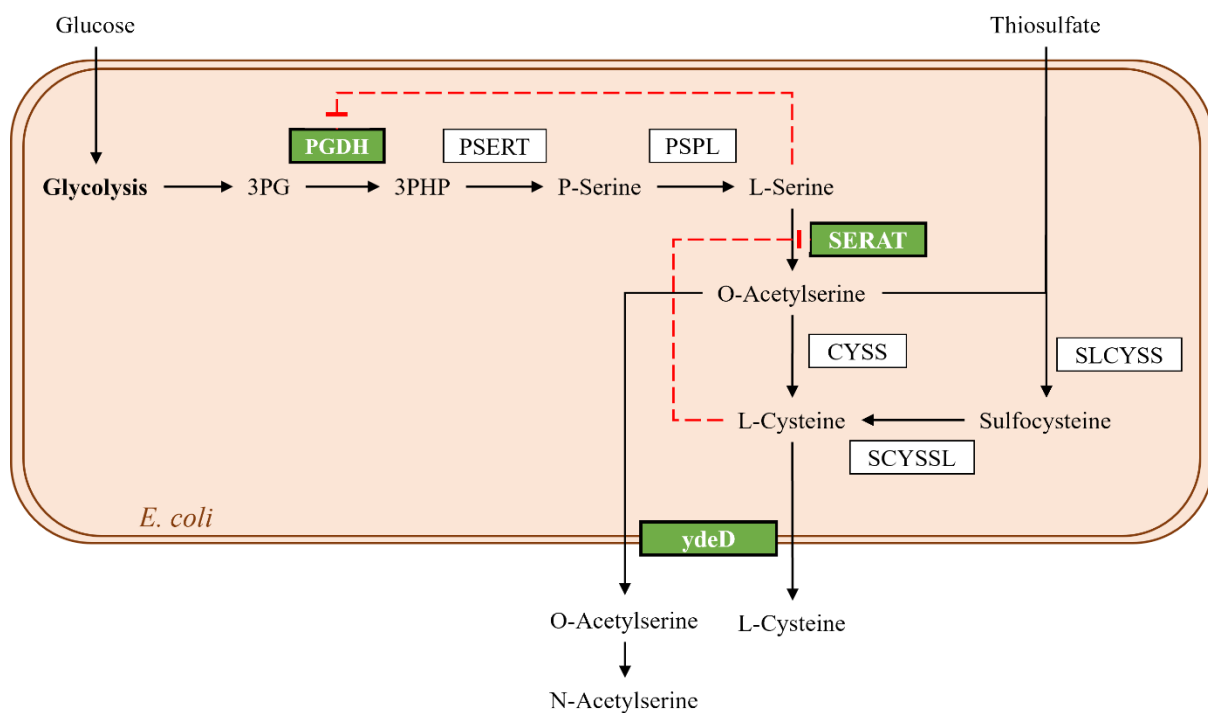 Glucose
Thiosulfate
PGDH
PSERT
PSPL
Glycolysis
3PG
3PHP
P-Serine
L-Serine
SERAT
O-Acetylserine
CYSS
SLCYSS
L-Cysteine
Sulfocysteine
SCYSSL
E. coli
ydeD
O-Acetylserine
L-Cysteine
N-Acetylserine